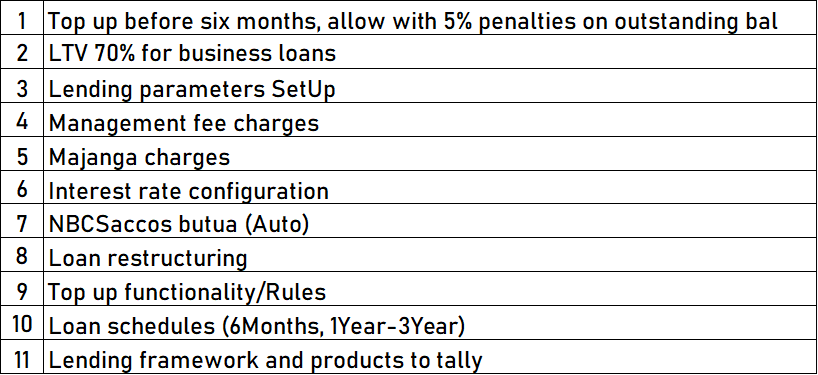 1 Top up before six months, allow with 5% penalties on outstanding bal
2 LTV 70% for business loans
3 Lending parameters SetUp
4 Management fee charges
5 Majanga charges
6 Interest rate configuration
7 NBCSaccos butua (Auto)
8 Loan restructuring
9 Top up functionality/Rules
10 Loan schedules (6Months, 1Year-3Year)
11 Lending framework and products to tally